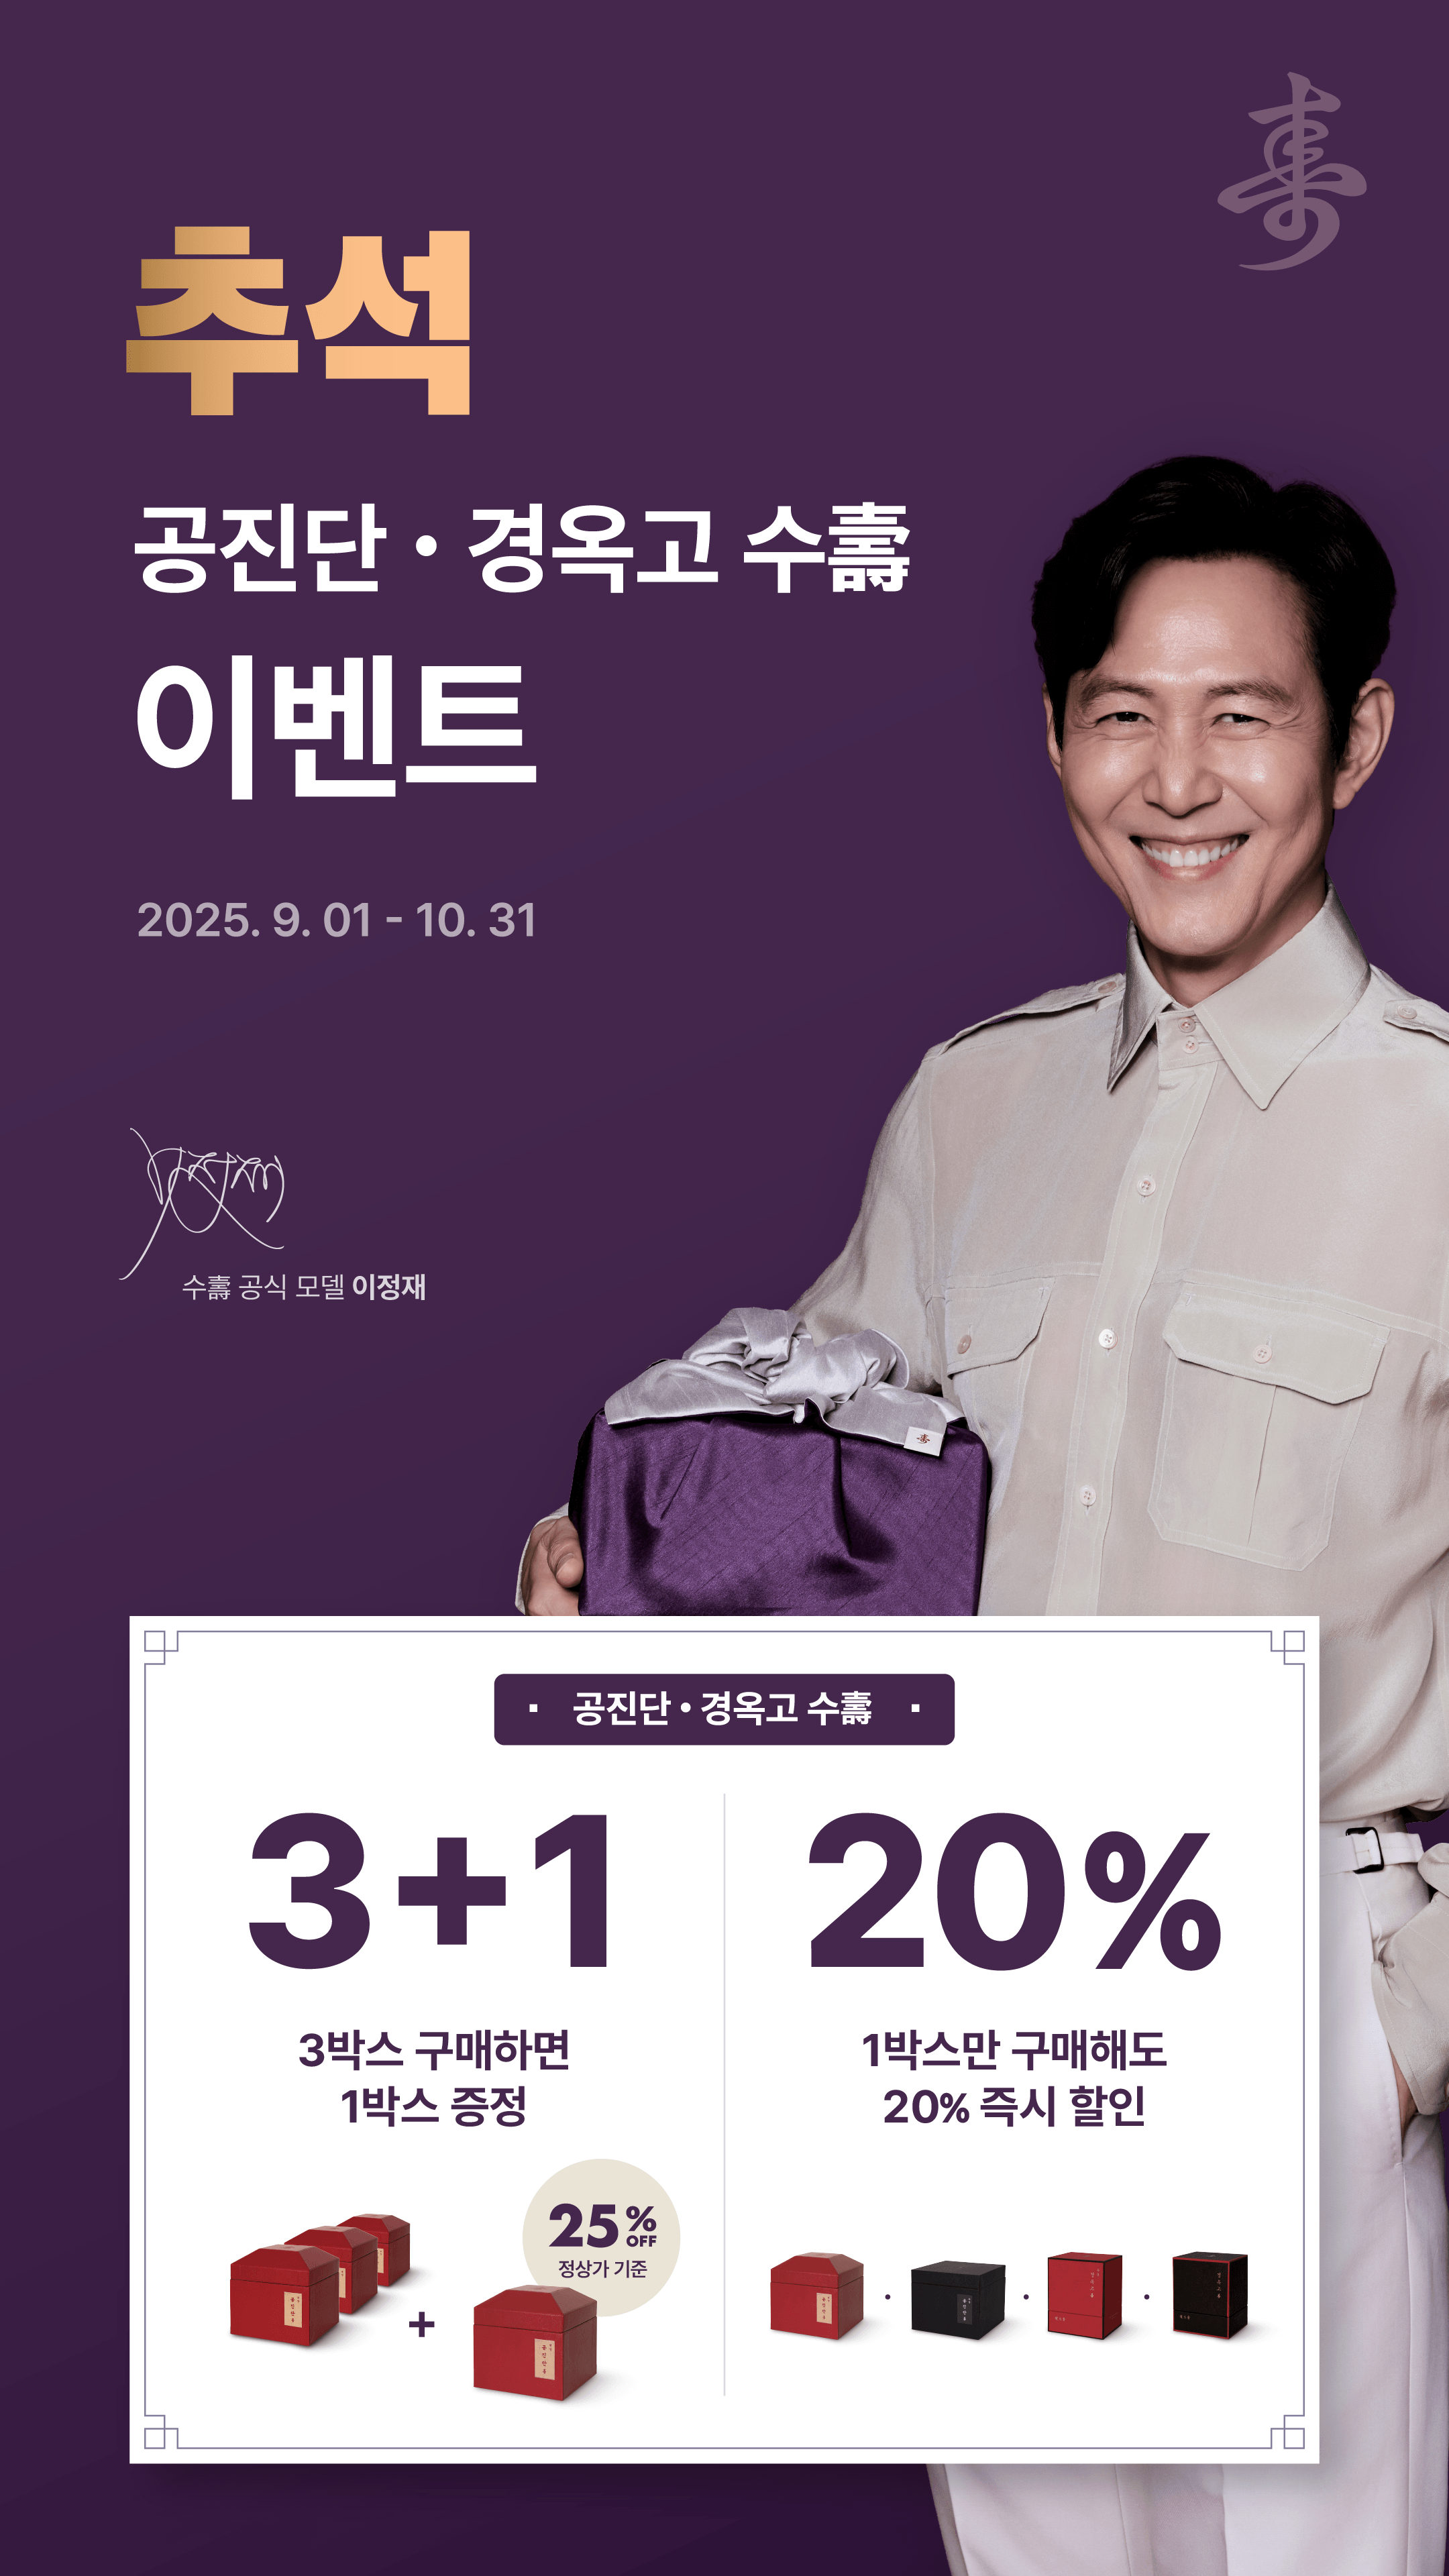 壽
추석
공진단 · 경옥고 수壽
이벤트
2025. 9. 01 - 10. 31
수壽 공식 모델 이정재
壽
· 공진단 · 경옥고 수壽 ·
3+1
3박스 구매하면
1박스 증정
25% OFF
정상가 기준
+
20%
1박스만 구매해도
20% 즉시 할인